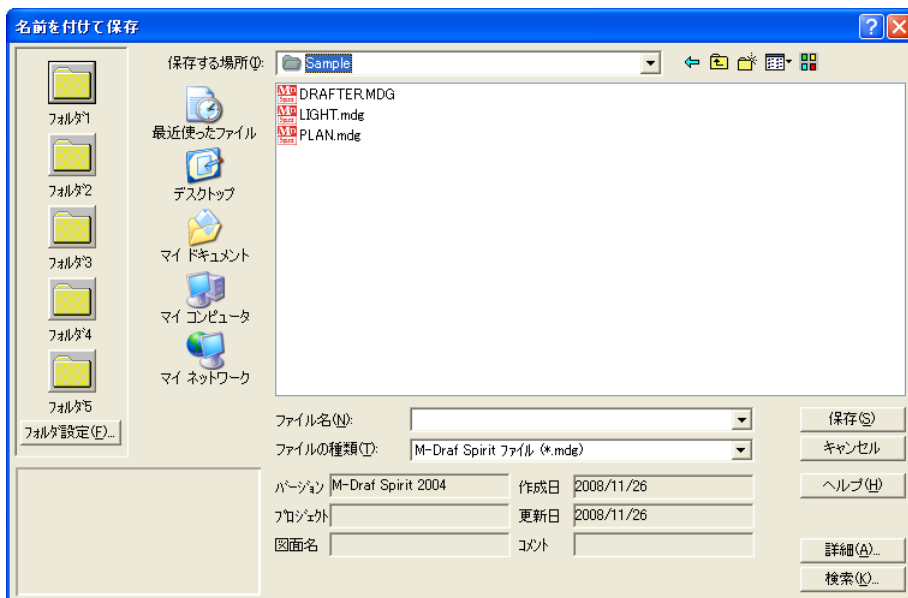 名前を付けて保存
フォルダ1
フォルダ2
フォルダ3
フォルダ4
フォルダ5
フォルダ設定(F)...
保存する場所(I):
Sample
最近使ったファイル
デスクトップ
マイ ドキュメント
マイ コンピュータ
マイ ネットワーク
DRAFTER.MDG
LIGHT.mdg
PLAN.mdg
ファイル名(N):
保存(S)
ファイルの種類(T):
M-Draf Spirit ファイル (*.mdg)
キャンセル
バージョン
M-Draf Spirit 2004
作成日
2008/11/26
ヘルプ(H)
プロジェクト
更新日
2008/11/26
図面名
コメント
詳細(A)...
検索(K)...